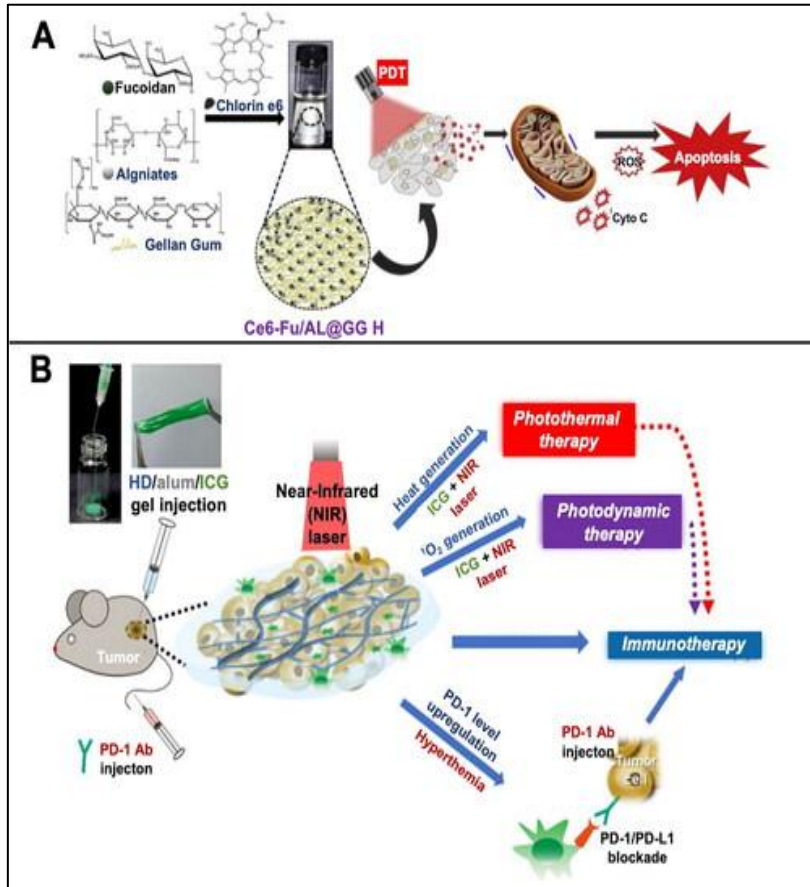 A
Fucoidan
Chlorin e6
Algniates
Gellan Gum
Ce6-Fu/AL@GG H
PDT
ROS
Cyto C
Apoptosis
B
HD/alum/ICG
gel injection
Near-Infrared
(NIR)
laser
Tumor
PD-1 Ab
injecton
Heat generation
ICG + NIR
laser
¹O₂ generation
ICG + NIR
laser
Photothermal
therapy
Photodynamic
therapy
Immunotherapy
PD-1 level
upregulation
Hyperthemia
PD-1 Ab
injecton
Tumor
PD-1/PD-L1
blockade